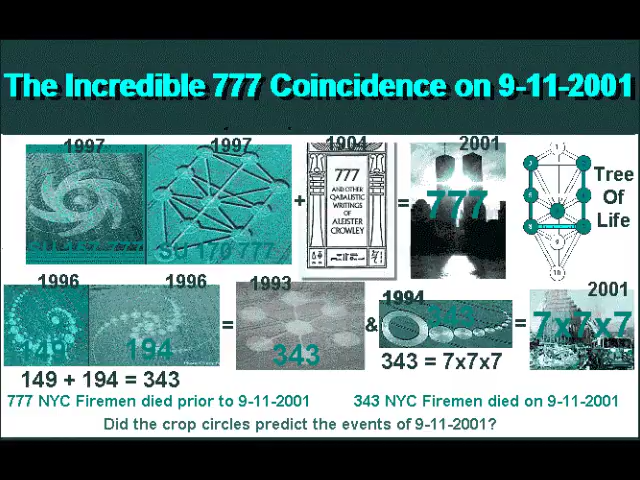 The Incredible 777 Coincidence on 9-11-2001
1997
1997
1904
2001
777
AND OTHER
QABALISTIC
WRITINGS
OF
ALEISTER
CROWLEY
+
=
777
Tree
Of
Life
1996
1996
1993
1994
2001
149
194
=
343
&
343
=
7x7x7
149 + 194 = 343
343 = 7x7x7
777 NYC Firemen died prior to 9-11-2001
343 NYC Firemen died on 9-11-2001
Did the crop circles predict the events of 9-11-2001?